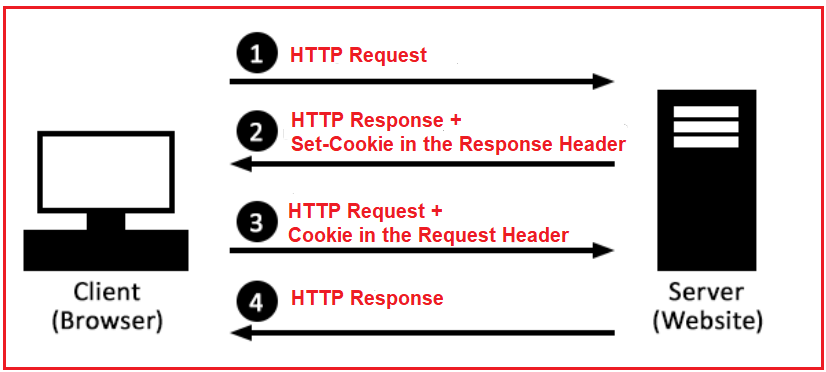 1 HTTP Request
2 HTTP Response +
Set-Cookie in the Response Header
3 HTTP Request +
Cookie in the Request Header
4 HTTP Response
Client
(Browser)
Server
(Website)